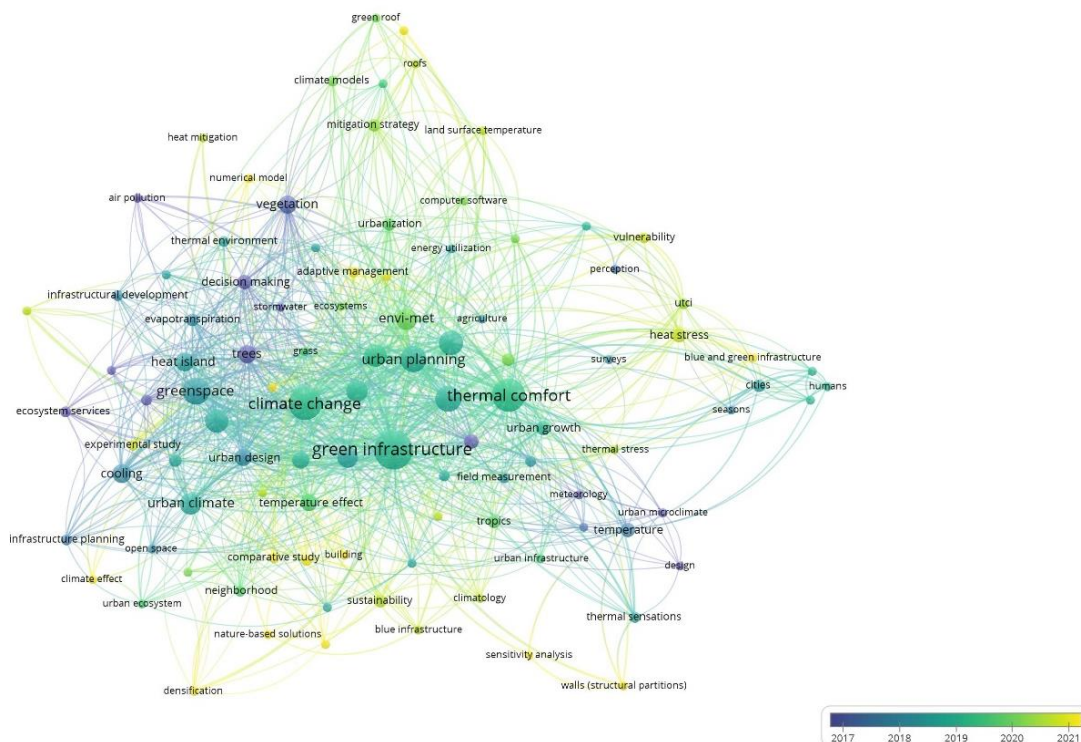 green roof
roofs
climate models
mitigation strategy
land surface temperature
heat mitigation
numerical model
air pollution
vegetation
computer software
urbanization
thermal environment
energy utilization
vulnerability
perception
adaptive management
decision making
infrastructural development
stormwater
ecosystems
utci
evapotranspiration
envi-met
agriculture
heat stress
heat island
trees
grass
urban planning
surveys
blue and green infrastructure
greenspace
climate change
thermal comfort
cities
humans
ecosystem services
seasons
urban growth
experimental study
green infrastructure
thermal stress
cooling
urban design
field measurement
meteorology
urban climate
temperature effect
urban microclimate
tropics
temperature
infrastructure planning
open space
comparative study
building
urban infrastructure
design
climate effect
neighborhood
urban ecosystem
sustainability
climatology
thermal sensations
nature-based solutions
blue infrastructure
sensitivity analysis
densification
walls (structural partitions)
2017 2018 2019 2020 2021